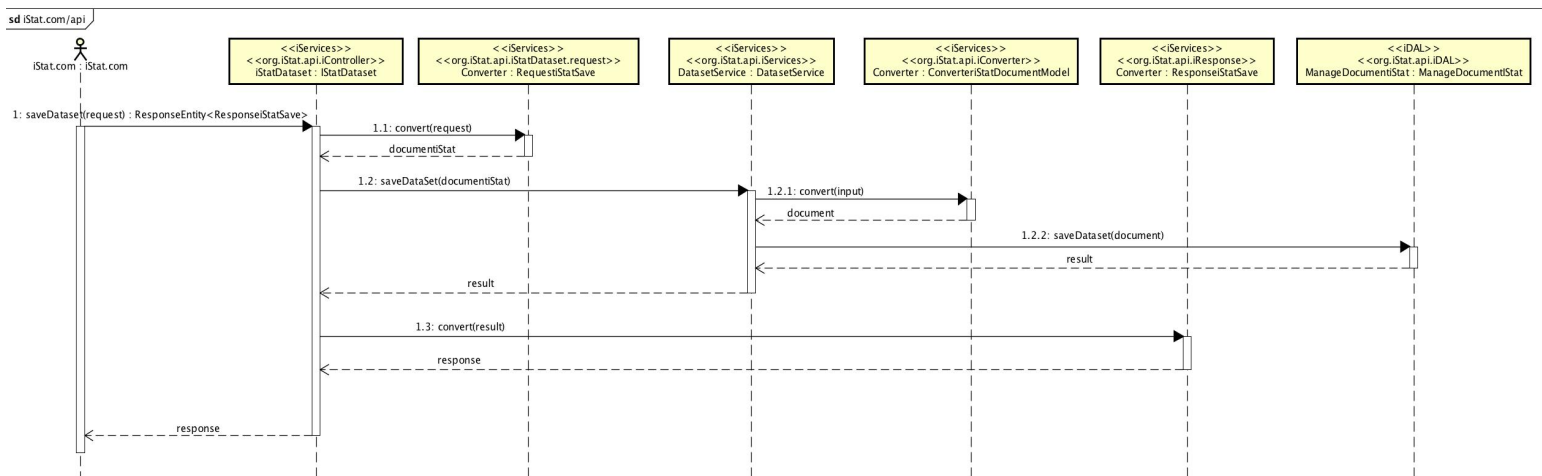 sd iStat.com/api
iStat.com : iStat.com
<<iServices>>
<<org.iStat.api.iController>>
iStatDataset : IStatDataset
<<iServices>>
<<org.iStat.api.iStatDataset.request>>
Converter : RequestiStatSave
<<iServices>>
<<org.iStat.api.iServices>>
DatasetService : DatasetService
<<iServices>>
<<org.iStat.api.iConverter>>
Converter : ConverteriStatDocumentModel
<<iServices>>
<<org.iStat.api.iResponse>>
Converter : ResponseiStatSave
<<iDAL>>
<<org.iStat.api.iDAL>>
ManageDocumentiStat : ManageDocumentIstat
1: saveDataset(request) : ResponseEntity<ResponseiStatSave>
1.1: convert(request)
documentiStat
1.2: saveDataSet(documentiStat)
1.2.1: convert(input)
document
1.2.2: saveDataset(document)
result
result
1.3: convert(result)
response
response